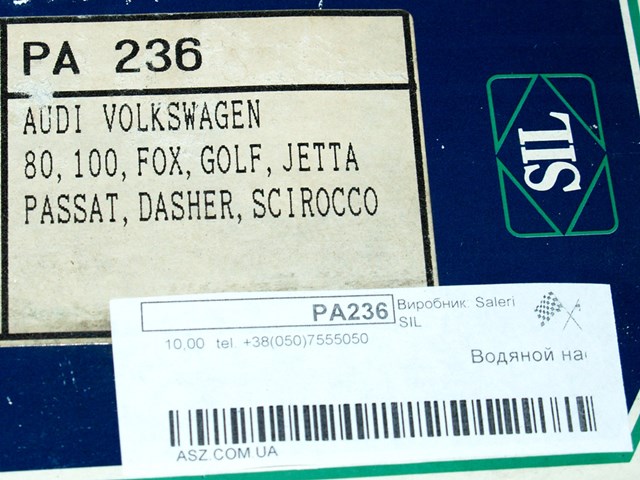 PA 236
AUDI VOLKSWAGEN
80, 100, FOX, GOLF, JETTA
PASSAT, DASHER, SCIROCCO
SIL
PA236
Виробник: Saleri
SIL
10,00 tel. +38(050)7555050
Водяной
ASZ.COM.UA